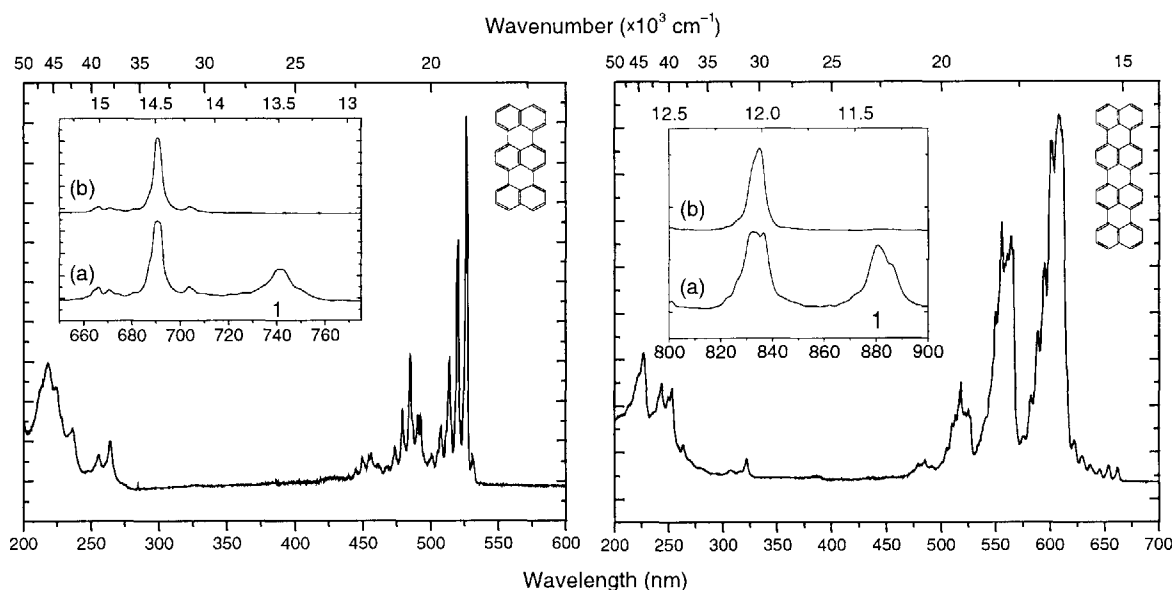 Wavenumber (×10³ cm⁻¹)
50 45 40 35 30 25 20
15 14.5 14 13.5 13
(b)
(a)
1
660 680 700 720 740 760
200 250 300 350 400 450 500 550 600
50 45 40 35 30 25 20 15
12.5 12.0 11.5
(b)
(a)
1
800 820 840 860 880 900
200 250 300 350 400 450 500 550 600 650 700
Wavelength (nm)